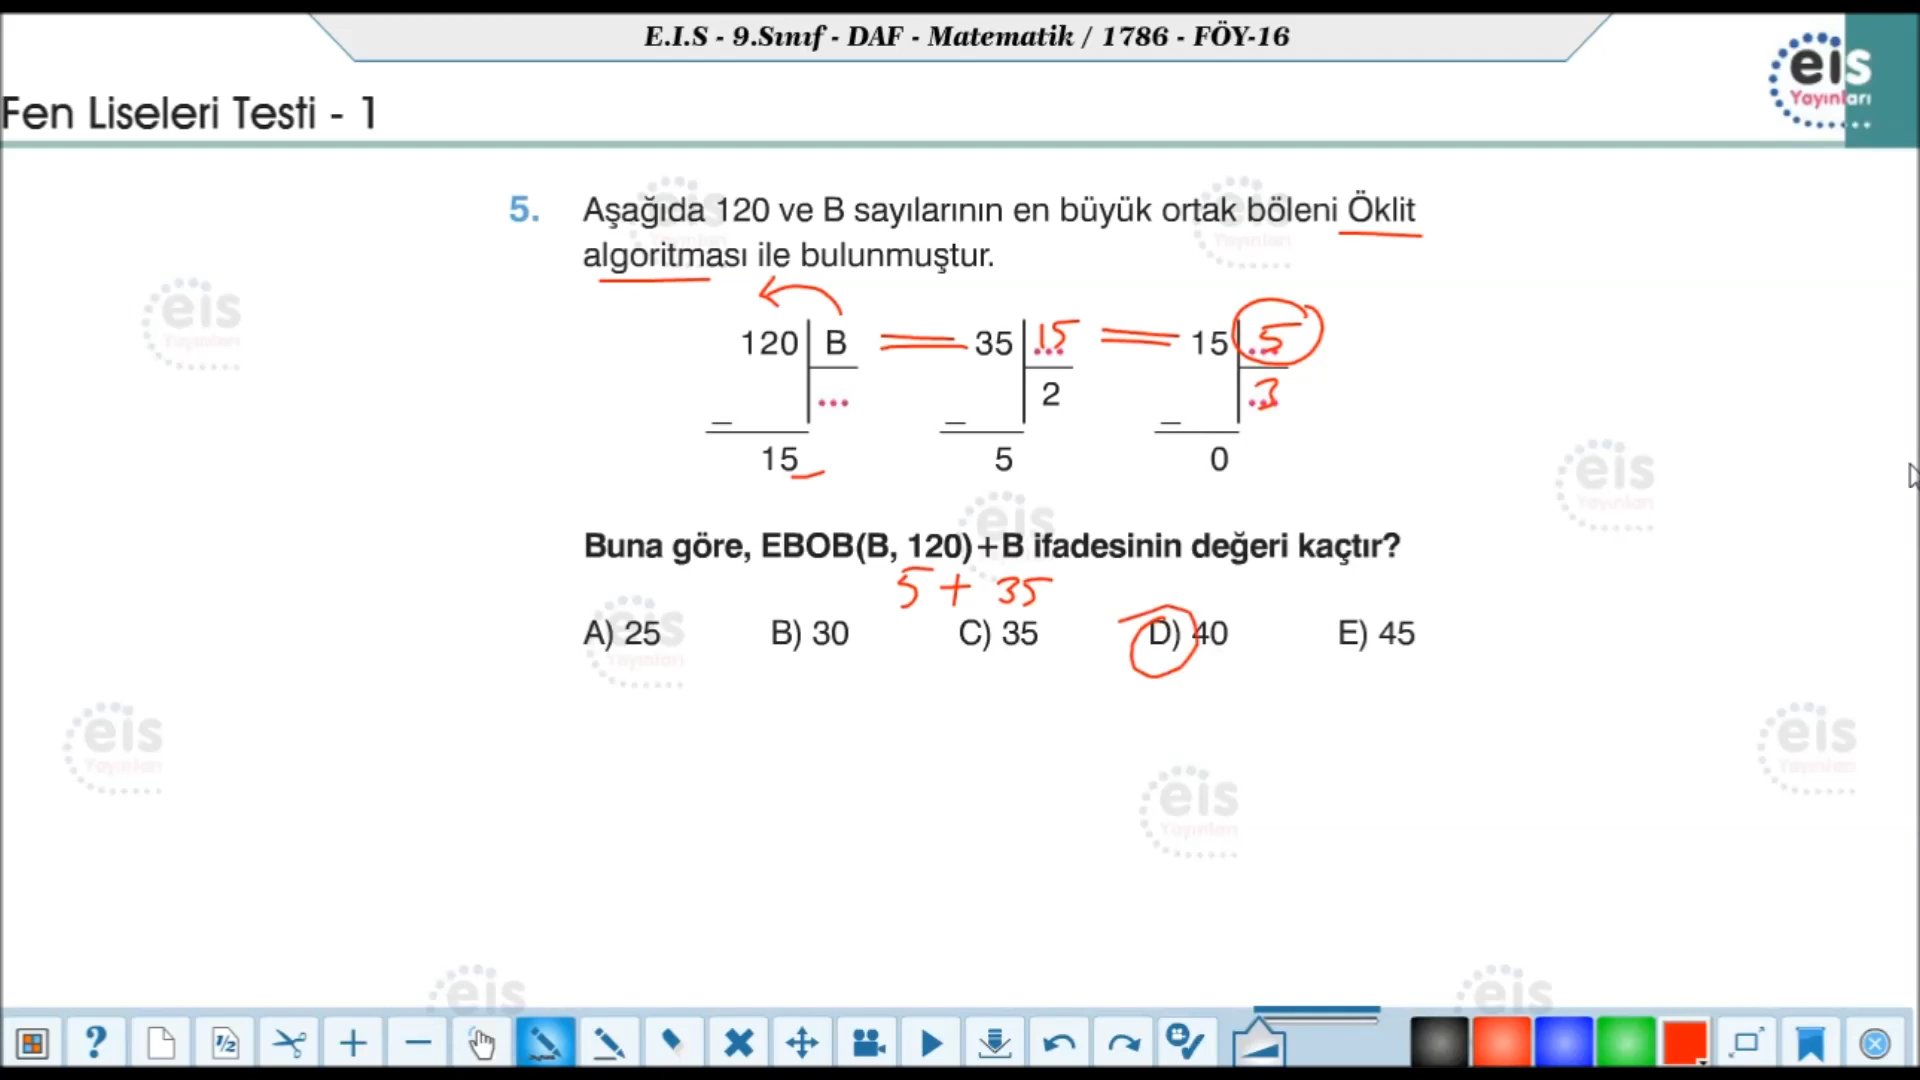 E.I.S - 9.Sınıf - DAF - Matematik / 1786 - FÖY-16
eis
Yayınları
Fen Liseleri Testi - 1
5. Aşağıda 120 ve B sayılarının en büyük ortak böleni Öklit
algoritması ile bulunmuştur.
120 B = 35 15 = 15 5
... 2 3
15 5 0
Buna göre, EBOB(B, 120)+B ifadesinin değeri kaçtır?
5 + 35
A) 25 B) 30 C) 35 D) 40 E) 45